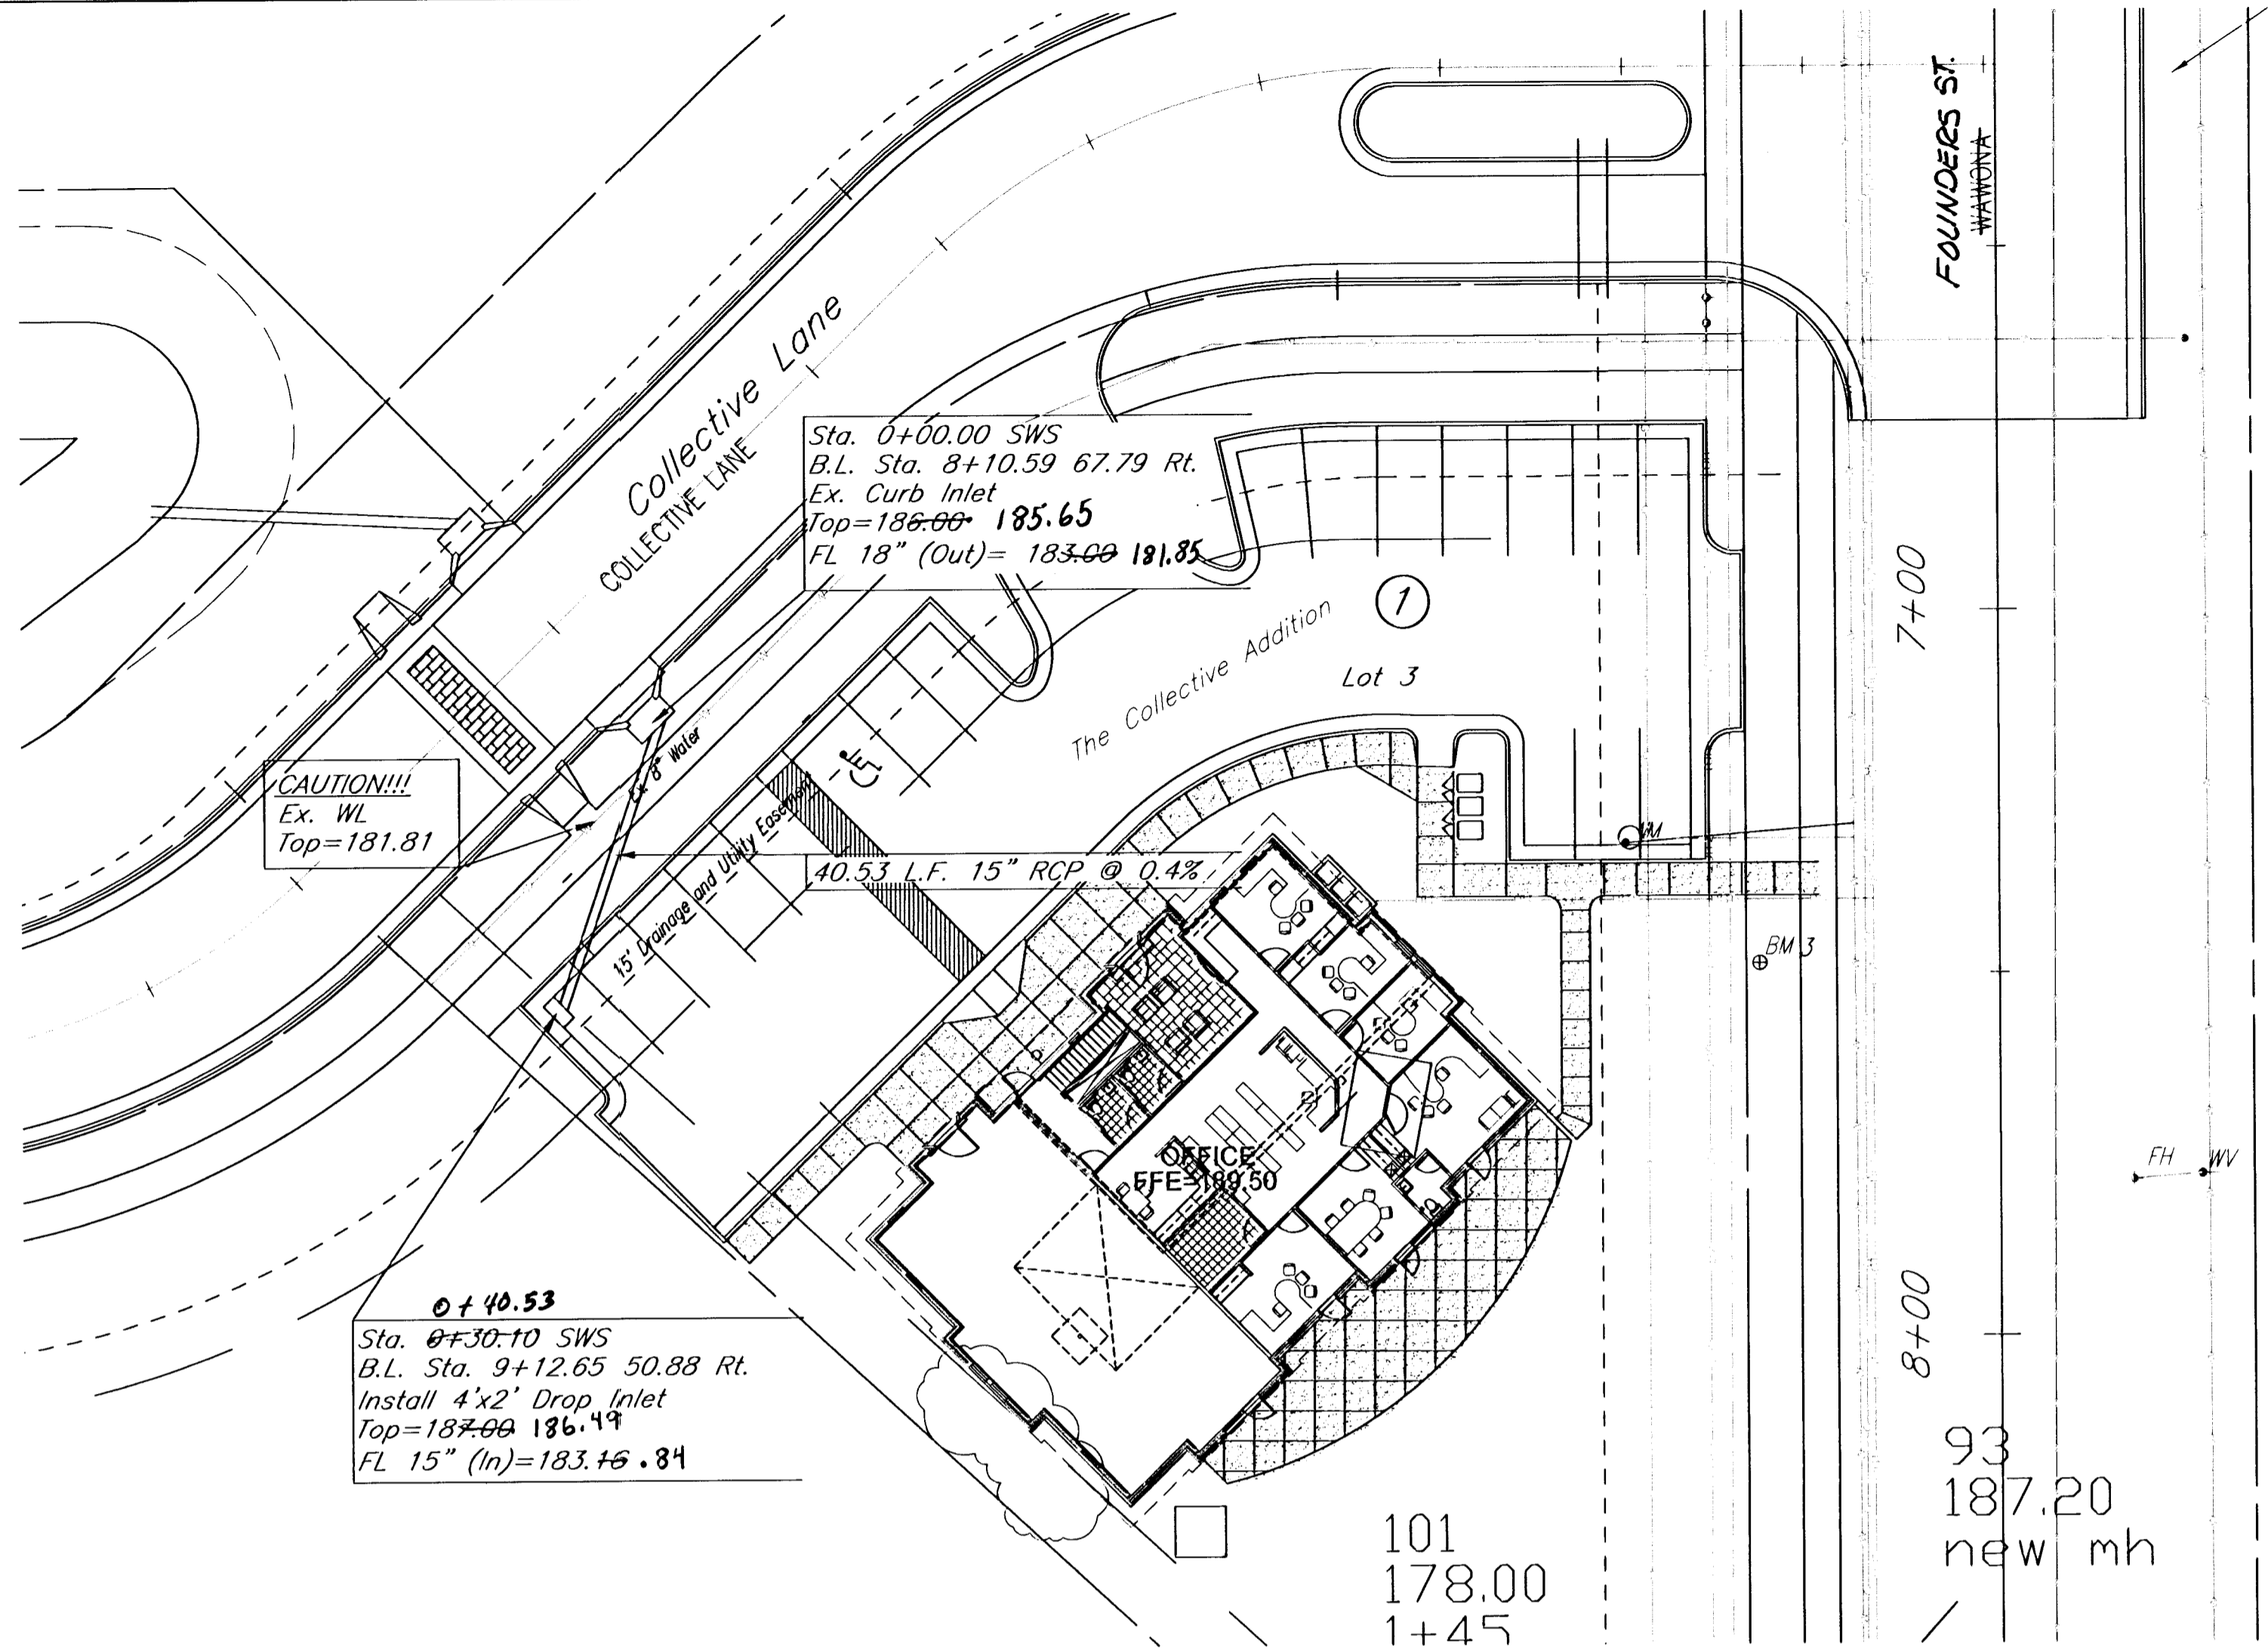 FOUNDERS ST.
WAWONA
Collective Lane
COLLECTIVE LANE
Sta. 0+00.00 SWS
B.L. Sta. 8+10.59 67.79 Rt.
Ex. Curb Inlet
Top=186.00 185.65
FL 18" (Out)= 183.00 181.85
1
The Collective Addition
Lot 3
7+00
Ex. 8" Water
CAUTION!!!
Ex. WL
Top=181.81
15' Drainage and Utility Easement
40.53 L.F. 15" RCP @ 0.4%
WM
BM 3
FH
WV
OFFICE
FFE=189.50
8+00
0+40.53
Sta. 0+30.10 SWS
B.L. Sta. 9+12.65 50.88 Rt.
Install 4'x2' Drop Inlet
Top=187.00 186.49
FL 15" (In)=183.16 .84
93
187.20
new mh
101
178.00
1+45